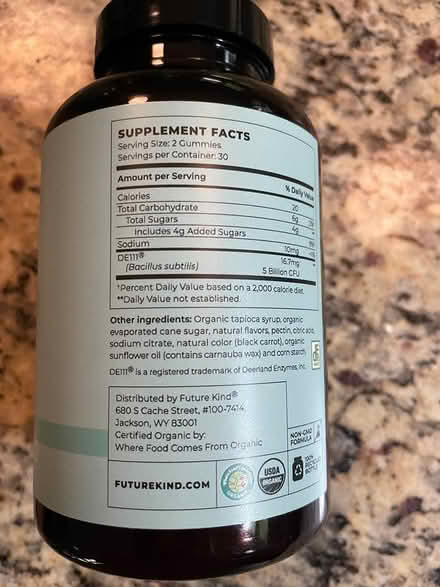 SUPPLEMENT FACTS
Serving Size: 2 Gummies
Servings per Container: 30
Amount per Serving
% Daily Value
Calories 20
Total Carbohydrate 6g
Total Sugars 4g
Includes 4g Added Sugars
Sodium 10mg
DE111® 16.7mg
(Bacillus subtilis) 5 Billion CFU
*Percent Daily Value based on a 2,000 calorie diet.
**Daily Value not established.
Other ingredients: Organic tapioca syrup, organic
evaporated cane sugar, natural flavors, pectin, citric acid,
sodium citrate, natural color (black carrot), organic
sunflower oil (contains carnauba wax) and corn starch
DE111® is a registered trademark of Deerland Enzymes, Inc.
Distributed by Future Kind®
680 S Cache Street, #100-7414,
Jackson, WY 83001
Certified Organic by:
Where Food Comes From Organic
FUTUREKIND.COM
USDA
ORGANIC
NON-GMO
FORMULA
100%
RECYCLED
BOTTLE